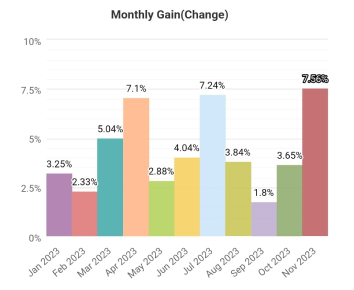 Monthly Gain(Change)
10%
7.5%
5%
2.5%
0%
3.25%
2.33%
5.04%
7.1%
2.88%
4.04%
7.24%
3.84%
1.8%
3.65%
7.56%
Jan 2023
Feb 2023
Mar 2023
Apr 2023
May 2023
Jun 2023
Jul 2023
Aug 2023
Sep 2023
Oct 2023
Nov 2023